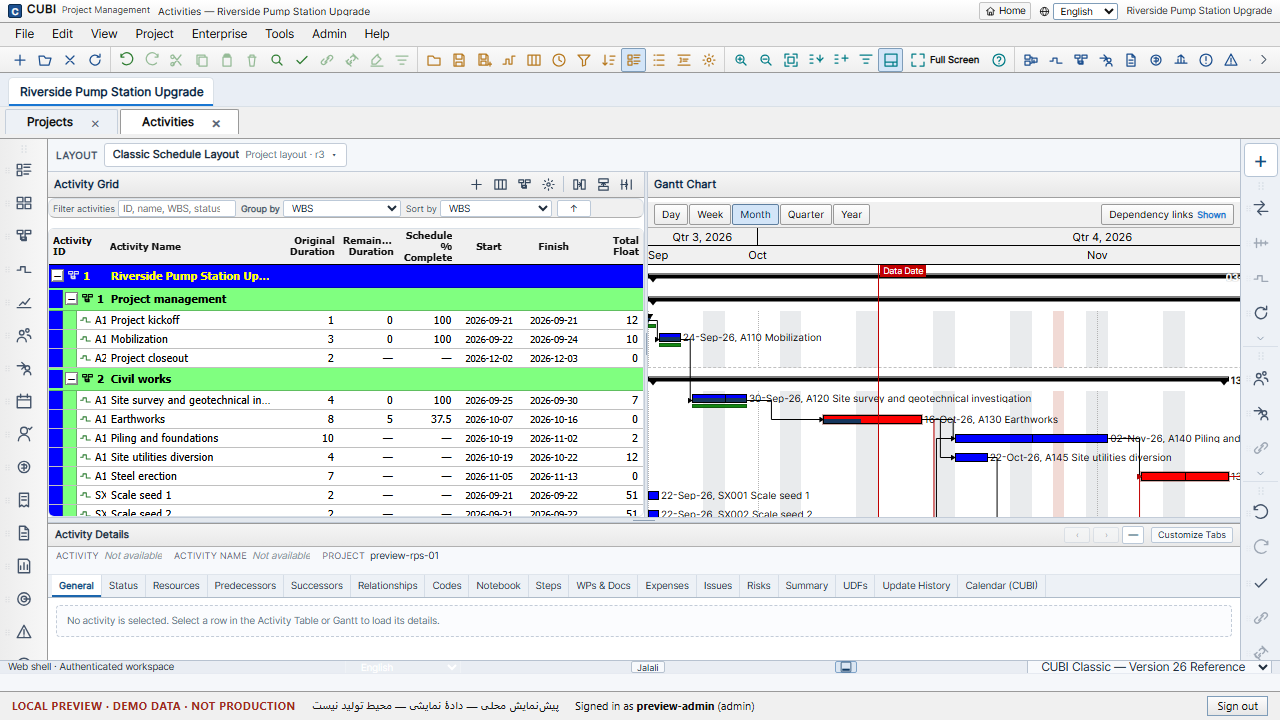 CUBI Project Management Activities — Riverside Pump Station Upgrade Home English Riverside Pump Station Upgrade
File Edit View Project Enterprise Tools Admin Help
Full Screen
Riverside Pump Station Upgrade
Projects Activities
LAYOUT Classic Schedule Layout Project layout · r3
Activity Grid
Filter activities ID, name, WBS, status Group by WBS Sort by WBS
Activity ID Activity Name Original Duration Remain... Duration Schedule % Complete Start Finish Total Float
1 Riverside Pump Station Up...
1 Project management
A1 Project kickoff 1 0 100 2026-09-21 2026-09-21 12
A1 Mobilization 3 0 100 2026-09-22 2026-09-24 10
A2 Project closeout 2 — — 2026-12-02 2026-12-03 0
2 Civil works
A1 Site survey and geotechnical in... 4 0 100 2026-09-25 2026-09-30 7
A1 Earthworks 8 5 37.5 2026-10-07 2026-10-16 0
A1 Piling and foundations 10 — — 2026-10-19 2026-11-02 2
A1 Site utilities diversion 4 — — 2026-10-19 2026-10-22 12
A1 Steel erection 7 — — 2026-11-05 2026-11-13 0
SX Scale seed 1 2 — — 2026-09-21 2026-09-22 51
SX Scale seed 2 2 — — 2026-09-21 2026-09-22 51
Gantt Chart
Day Week Month Quarter Year Dependency links Shown
Qtr 3, 2026 Qtr 4, 2026
Sep Oct Nov
Data Date
24-Sep-26, A110 Mobilization
13
30-Sep-26, A120 Site survey and geotechnical investigation
16-Oct-26, A130 Earthworks
02-Nov-26, A140 Piling and
22-Oct-26, A145 Site utilities diversion
13
22-Sep-26, SX001 Scale seed 1
22-Sep-26, SX002 Scale seed 2
Activity Details Customize Tabs
ACTIVITY Not available ACTIVITY NAME Not available PROJECT preview-rps-01
General Status Resources Predecessors Successors Relationships Codes Notebook Steps WPs & Docs Expenses Issues Risks Summary UDFs Update History Calendar (CUBI)
No activity is selected. Select a row in the Activity Table or Gantt to load its details.
Web shell · Authenticated workspace English Jalali CUBI Classic — Version 26 Reference
LOCAL PREVIEW · DEMO DATA · NOT PRODUCTION پیش‌نمایش محلی — دادهٔ نمایشی — محیط تولید نیست Signed in as preview-admin (admin) Sign out